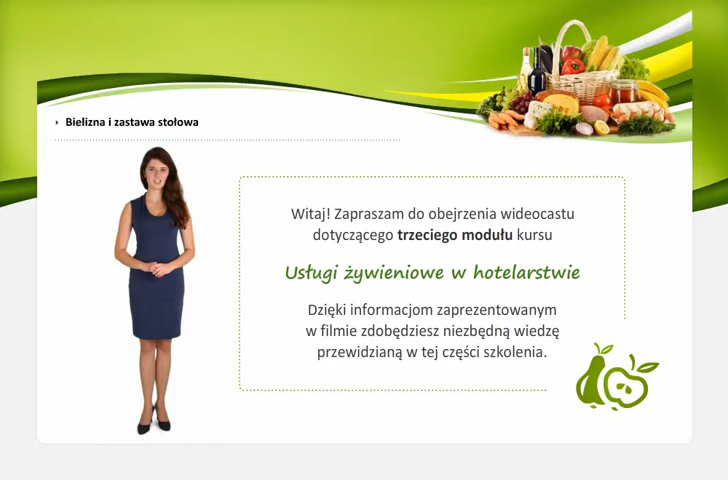 Bielizna i zastawa stołowa
Witaj! Zapraszam do obejrzenia wideocastu
dotyczącego trzeciego modułu kursu
Usługi żywieniowe w hotelarstwie
Dzięki informacjom zaprezentowanym
w filmie zdobędziesz niezbędną wiedzę
przewidzianą w tej części szkolenia.